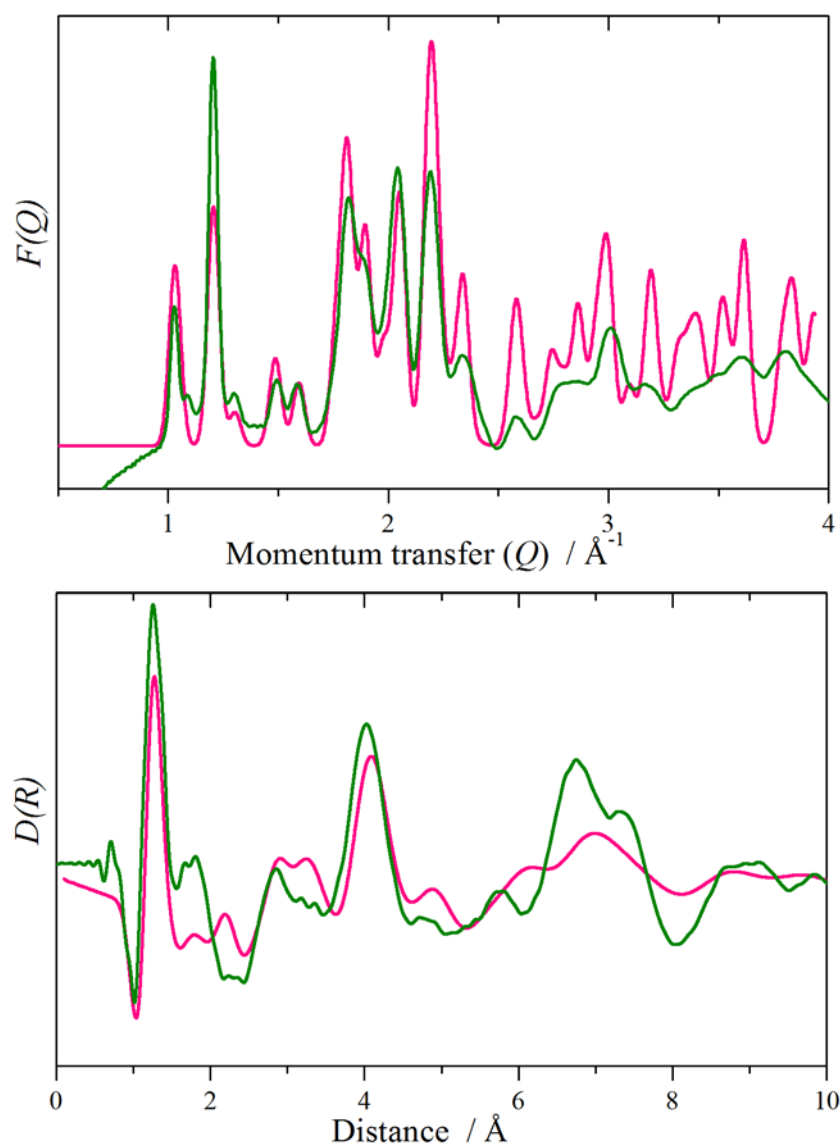 F(Q)
1 2 3 4
Momentum transfer (Q) / Å-1
D(R)
0 2 4 6 8 10
Distance / Å